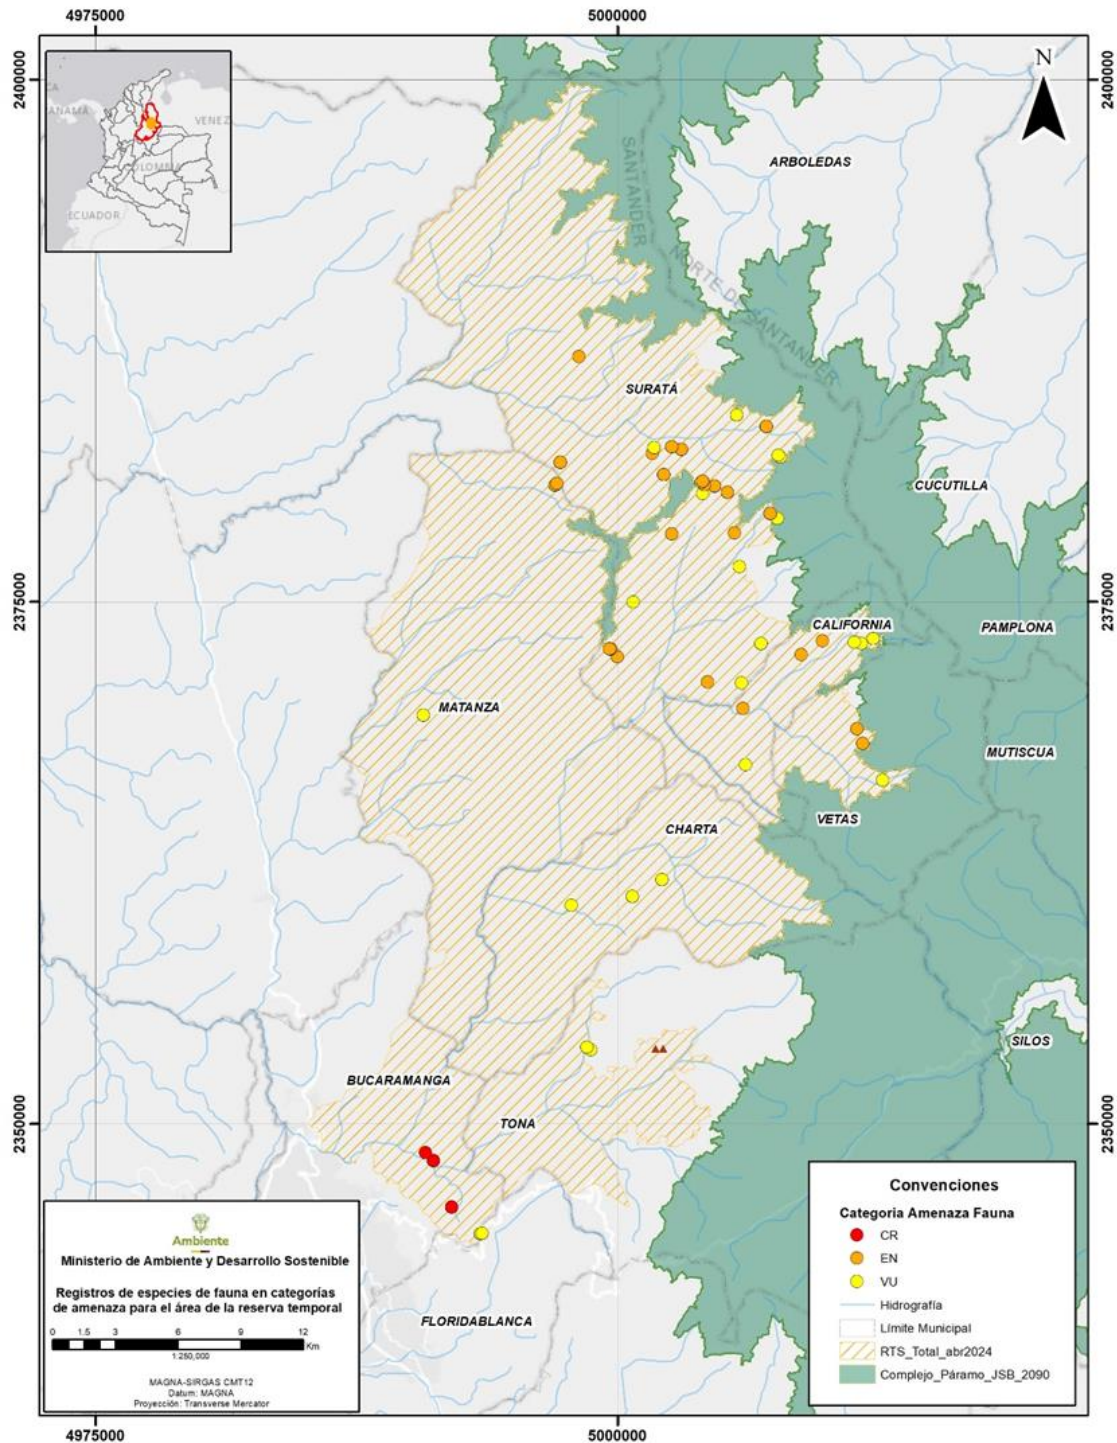 4975000
5000000
2400000
2400000
N
ANAMÁ
VENEZ
COLOMBIA
ECUADOR
SANTANDER
ARBOLEDAS
NORTE DE SANTANDER
SURATÁ
CUCUTILLA
2375000
2375000
CALIFORNIA
PAMPLONA
MATANZA
MUTISCUA
VETAS
CHARTA
SILOS
BUCARAMANGA
TONA
2350000
2350000
FLORIDABLANCA
Ambiente
Ministerio de Ambiente y Desarrollo Sostenible
Registros de especies de fauna en categorías
de amenaza para el área de la reserva temporal
0 1.5 3 6 9 12
Km
1:250,000
MAGNA-SIRGAS CMT12
Datum: MAGNA
Proyección: Transverse Mercator
Convenciones
Categoria Amenaza Fauna
CR
EN
VU
Hidrografía
Límite Municipal
RTS_Total_abr2024
Complejo_Páramo_JSB_2090
4975000
5000000